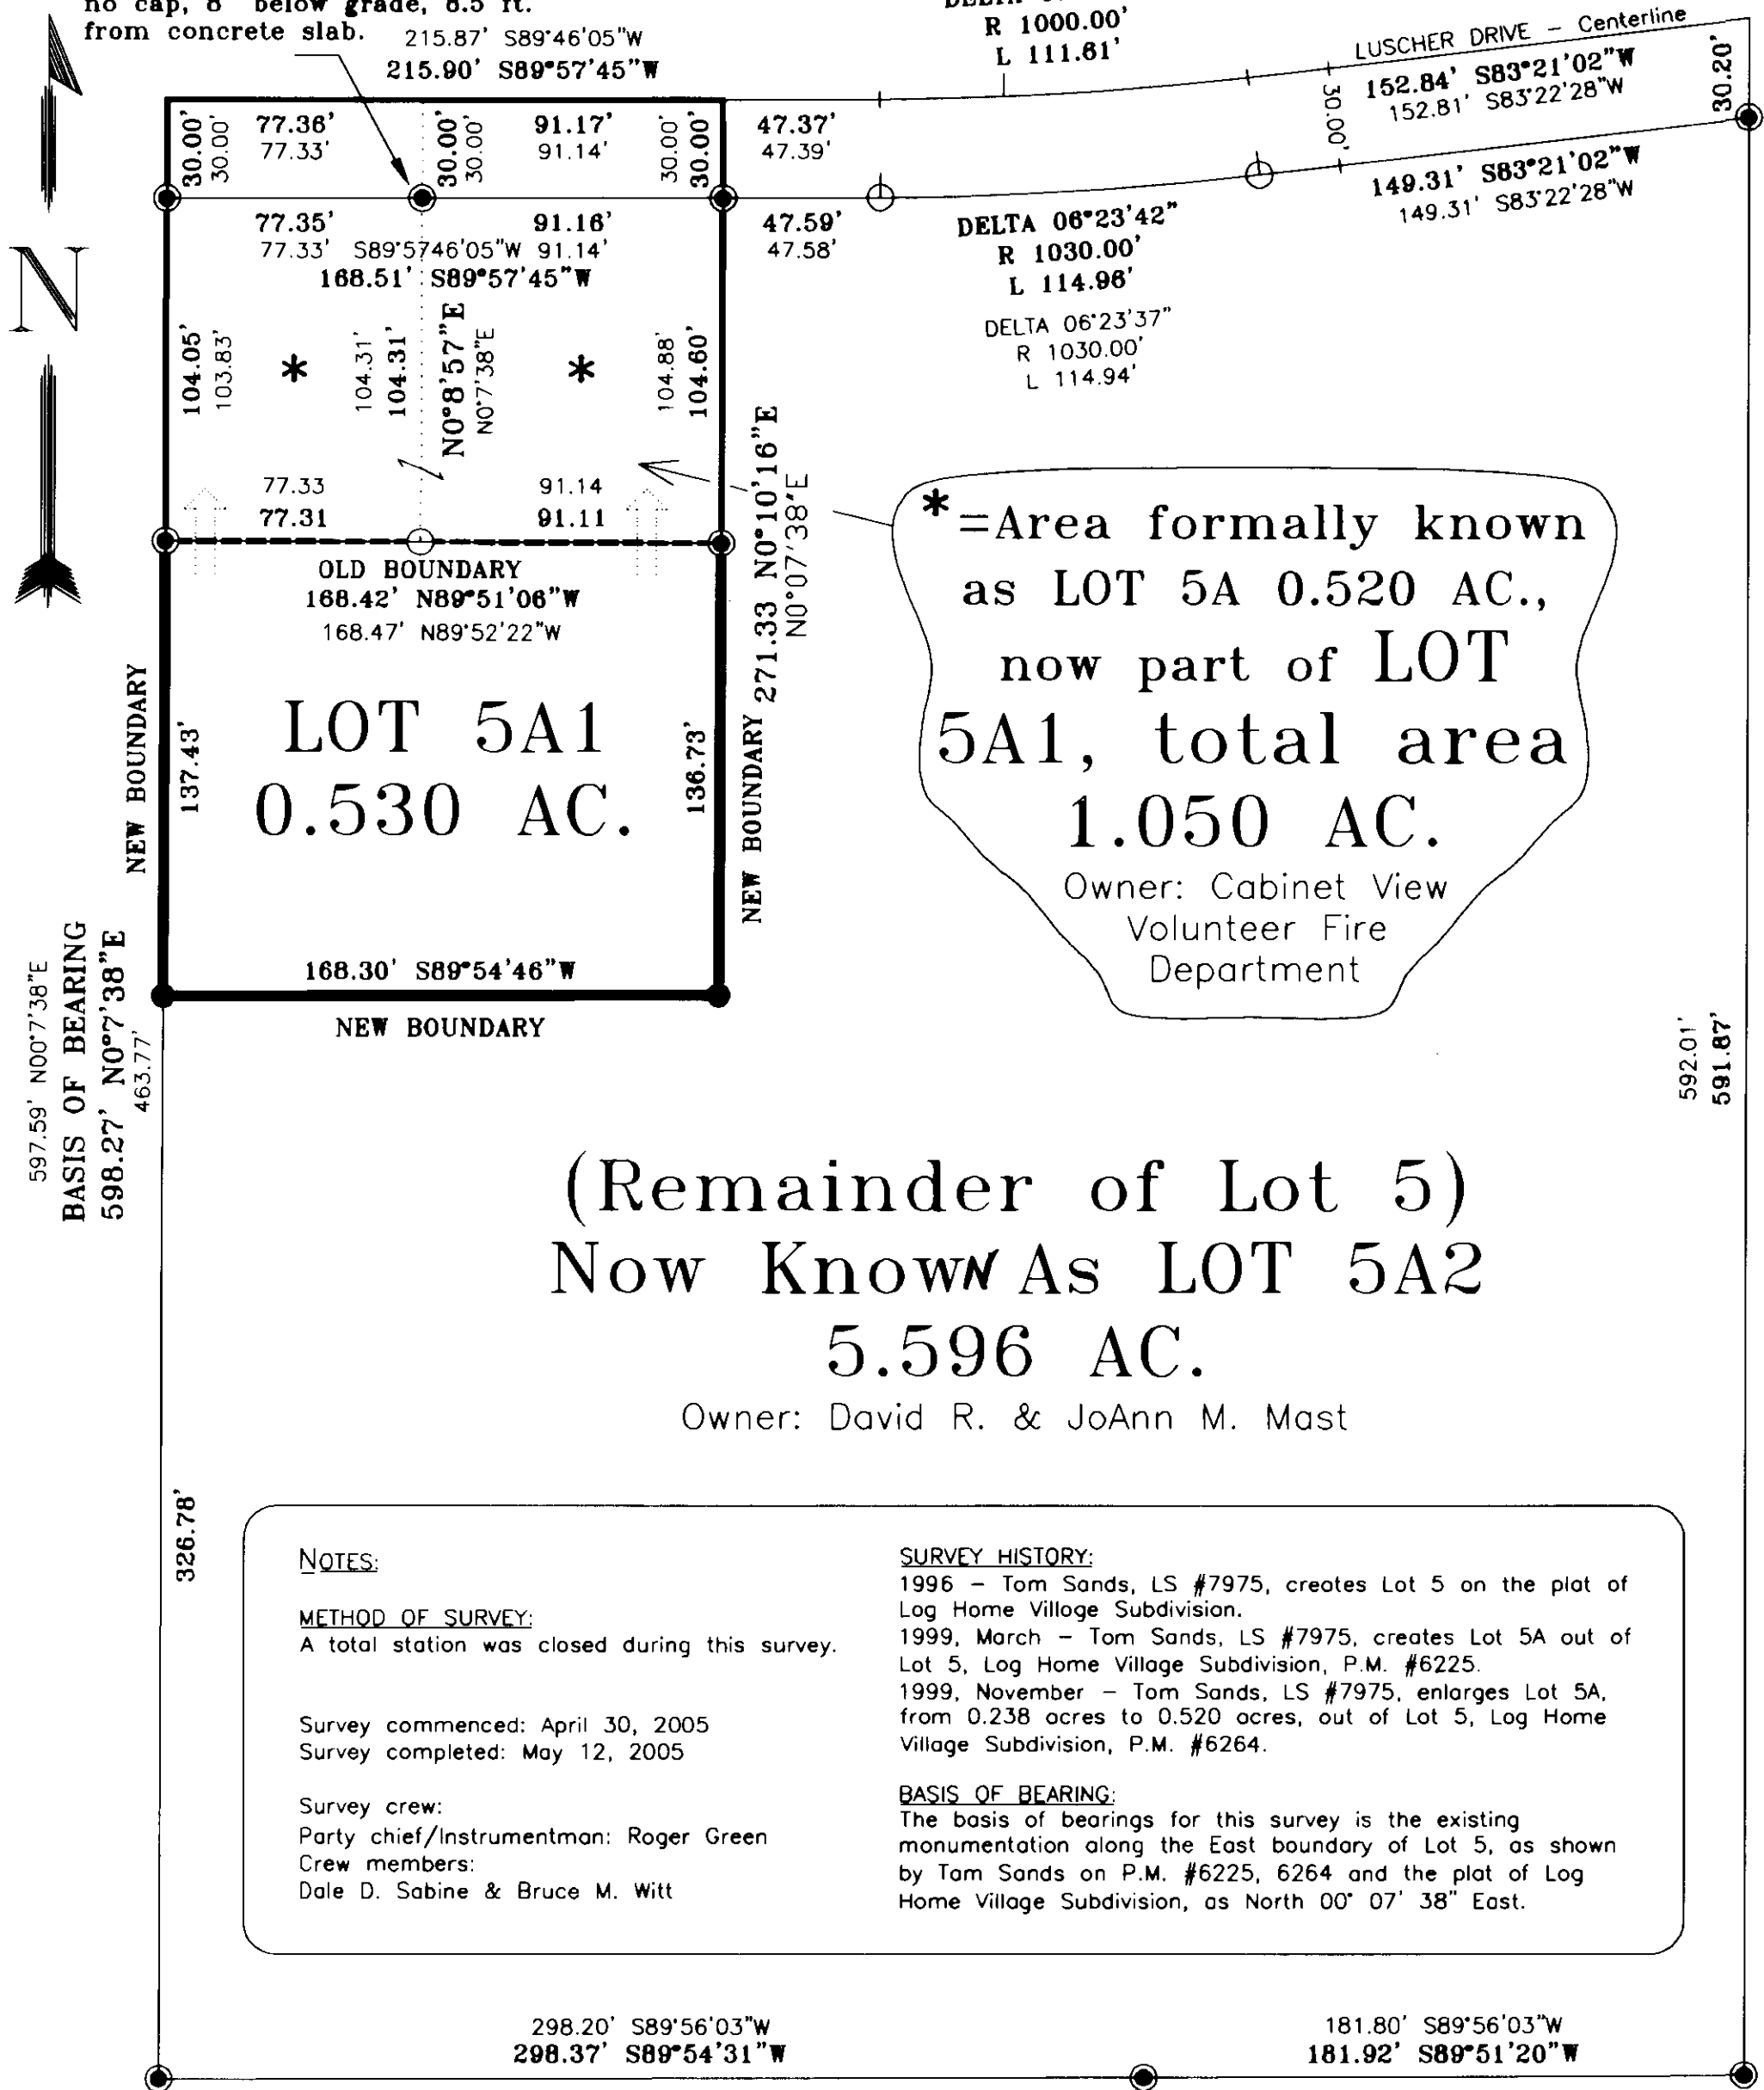 no cap, 8" below grade, 8.5 ft.
from concrete slab.
215.87' S89°46'05"W
215.90' S89°57'45"W
R 1000.00'
L 111.61'
LUSCHER DRIVE - Centerline
152.84' S83°21'02"W
152.81' S83°22'28"W
30.20'
30.00'
30.00'
30.00'
77.36'
77.33'
30.00'
30.00'
91.17'
91.14'
30.00'
30.00'
47.37'
47.39'
149.31' S83°21'02"W
149.31' S83°22'28"W
77.35'
91.16'
77.33' S89°5746'05"W 91.14'
168.51' S89°57'45"W
47.59'
47.58'
DELTA 06°23'42"
R 1030.00'
L 114.96'
DELTA 06°23'37"
R 1030.00'
L 114.94'
N
104.05'
103.83'
*
104.31'
104.31'
N0°8'57"E
N0°7'38"E
*
104.88'
104.60'
77.33
77.31
91.14
91.11
OLD BOUNDARY
168.42' N89°51'06"W
168.47' N89°52'22"W
NEW BOUNDARY 271.33 N0°10'16"E
N0°07'38"E
*=Area formally known
as LOT 5A 0.520 AC.,
now part of LOT
5A1, total area
1.050 AC.
Owner: Cabinet View
Volunteer Fire
Department
NEW BOUNDARY
137.43'
LOT 5A1
0.530 AC.
136.73'
168.30' S89°54'46"W
NEW BOUNDARY
597.59' N00°7'38"E
BASIS OF BEARING
598.27' N0°7'38"E
463.77'
592.01'
591.87'
(Remainder of Lot 5)
Now Known As LOT 5A2
5.596 AC.
Owner: David R. & JoAnn M. Mast
326.78'
NOTES:
METHOD OF SURVEY:
A total station was closed during this survey.
Survey commenced: April 30, 2005
Survey completed: May 12, 2005
Survey crew:
Party chief/Instrumentman: Roger Green
Crew members:
Dale D. Sabine & Bruce M. Witt
SURVEY HISTORY:
1996 - Tom Sands, LS #7975, creates Lot 5 on the plat of
Log Home Village Subdivision.
1999, March - Tom Sands, LS #7975, creates Lot 5A out of
Lot 5, Log Home Village Subdivision, P.M. #6225.
1999, November - Tom Sands, LS #7975, enlarges Lot 5A,
from 0.238 acres to 0.520 acres, out of Lot 5, Log Home
Village Subdivision, P.M. #6264.
BASIS OF BEARING:
The basis of bearings for this survey is the existing
monumentation along the East boundary of Lot 5, as shown
by Tom Sands on P.M. #6225, 6264 and the plat of Log
Home Village Subdivision, as North 00° 07' 38" East.
298.20' S89°56'03"W
298.37' S89°54'31"W
181.80' S89°56'03"W
181.92' S89°51'20"W